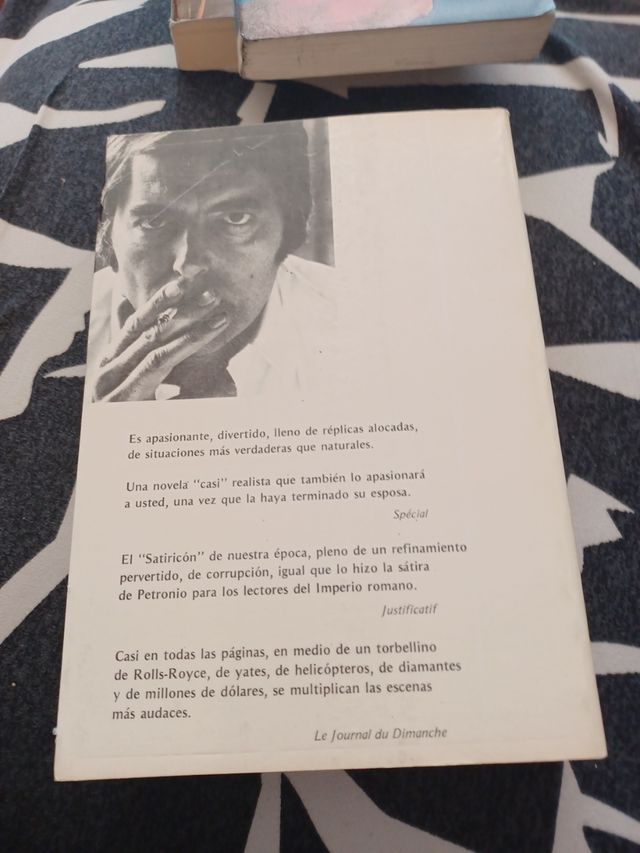 Es apasionante, divertido, lleno de réplicas alocadas,
de situaciones más verdaderas que naturales.
Una novela "casi" realista que también lo apasionará
a usted, una vez que la haya terminado su esposa.
Spécial
El "Satiricón" de nuestra época, pleno de un refinamiento
pervertido, de corrupción, igual que lo hizo la sátira
de Petronio para los lectores del Imperio romano.
Justificatif
Casi en todas las páginas, en medio de un torbellino
de Rolls-Royce, de yates, de helicópteros, de diamantes
y de millones de dólares, se multiplican las escenas
más audaces.
Le Journal du Dimanche